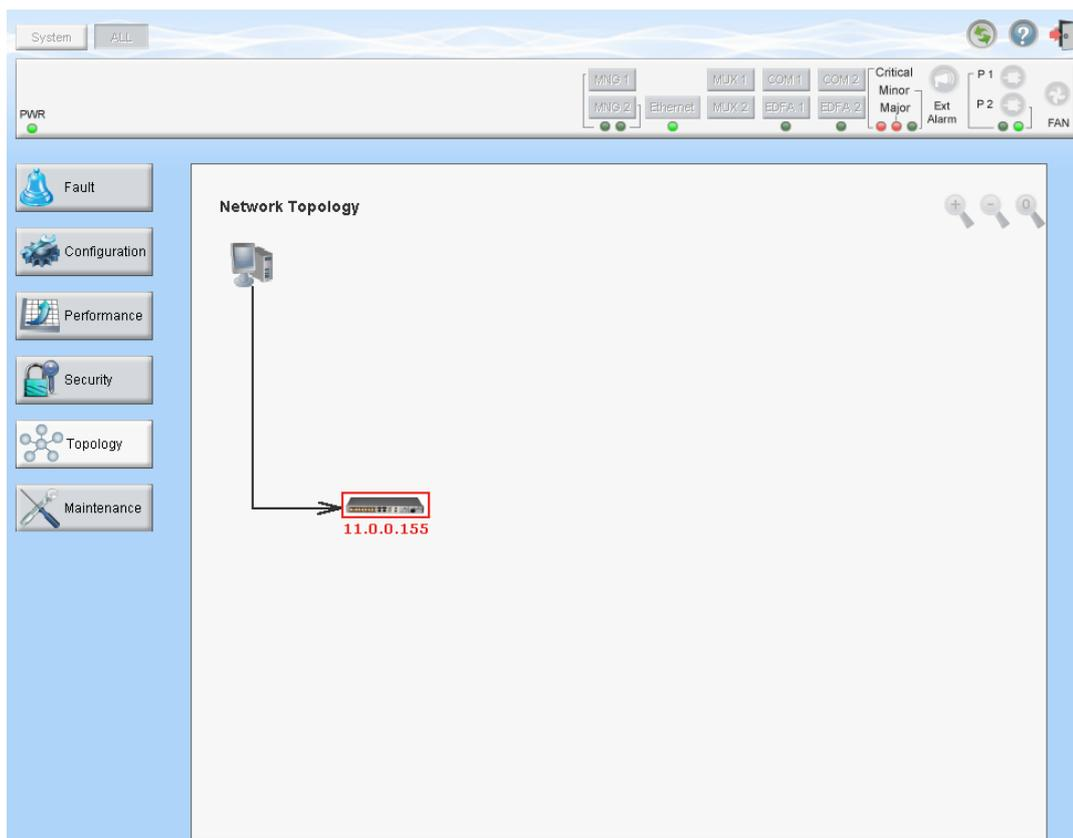 System ALL
MNG 1 MUX 1 COM 1 COM 2 Critical P 1
Minor
MNG 2 Ethernet MUX 2 EDFA 1 EDFA 2 Major Ext P 2
PWR Alarm FAN
Fault
Network Topology
+ - 0
Configuration
Performance
Security
Topology
Maintenance
11.0.0.155